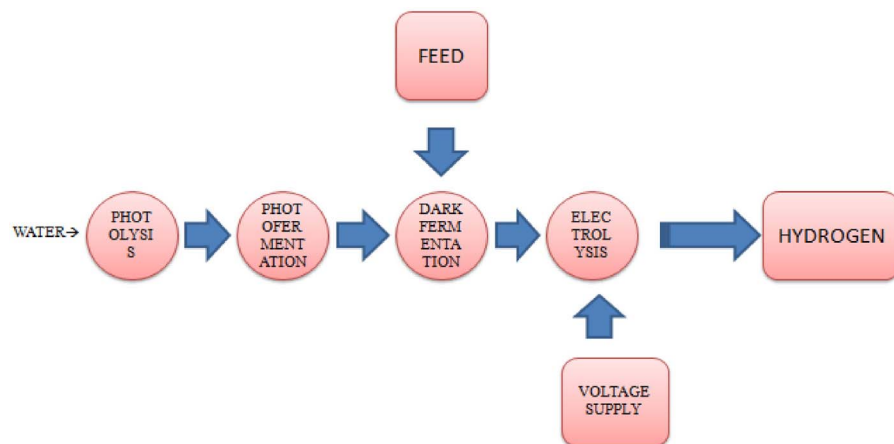 FEED
WATER→
PHOT
OLYSI
S
PHOT
OFER
MENT
ATION
DARK
FERM
ENTA
TION
ELEC
TROL
YSIS
HYDROGEN
VOLTAGE
SUPPLY